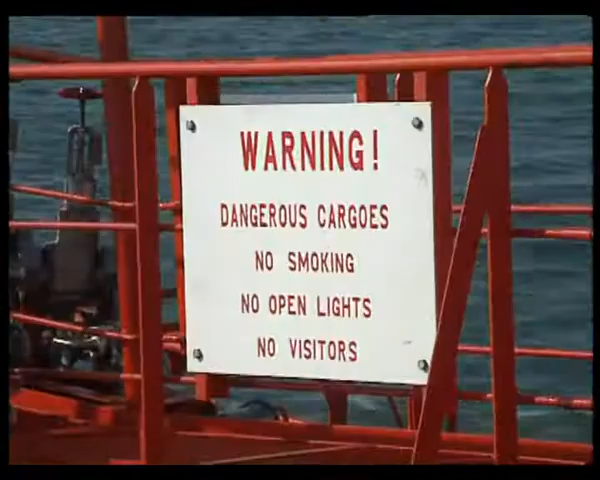 WARNING!
DANGEROUS CARGOES
NO SMOKING
NO OPEN LIGHTS
NO VISITORS